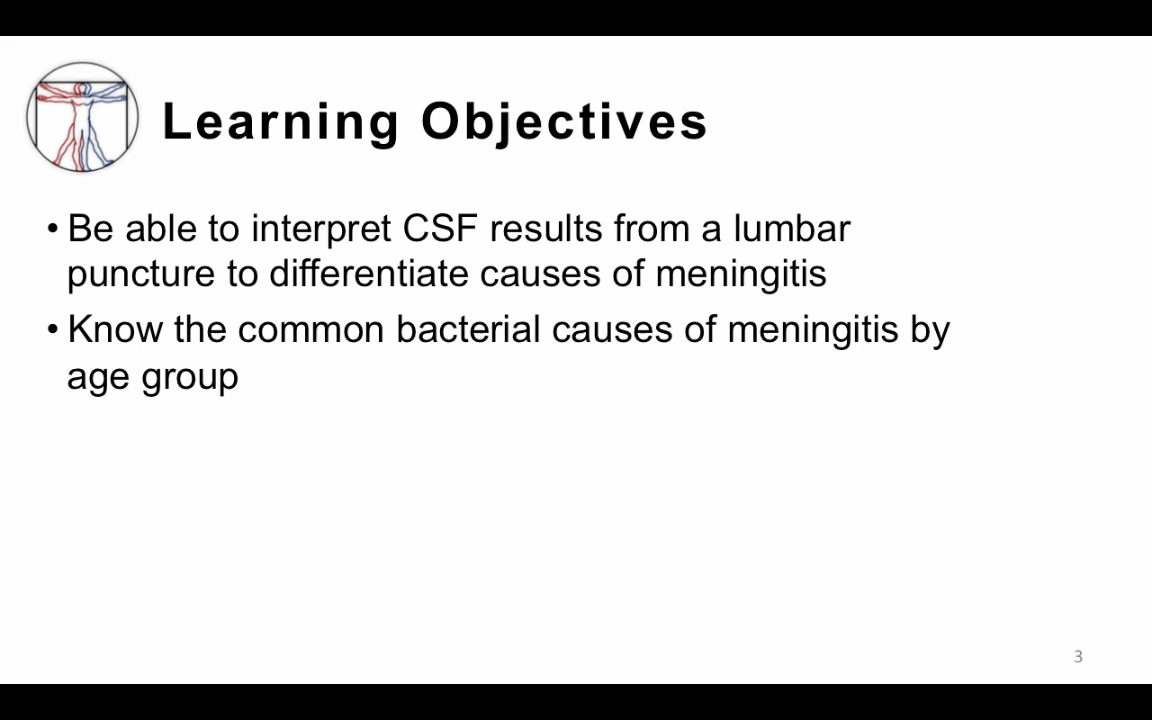 Learning Objectives
• Be able to interpret CSF results from a lumbar
puncture to differentiate causes of meningitis
• Know the common bacterial causes of meningitis by
age group
3